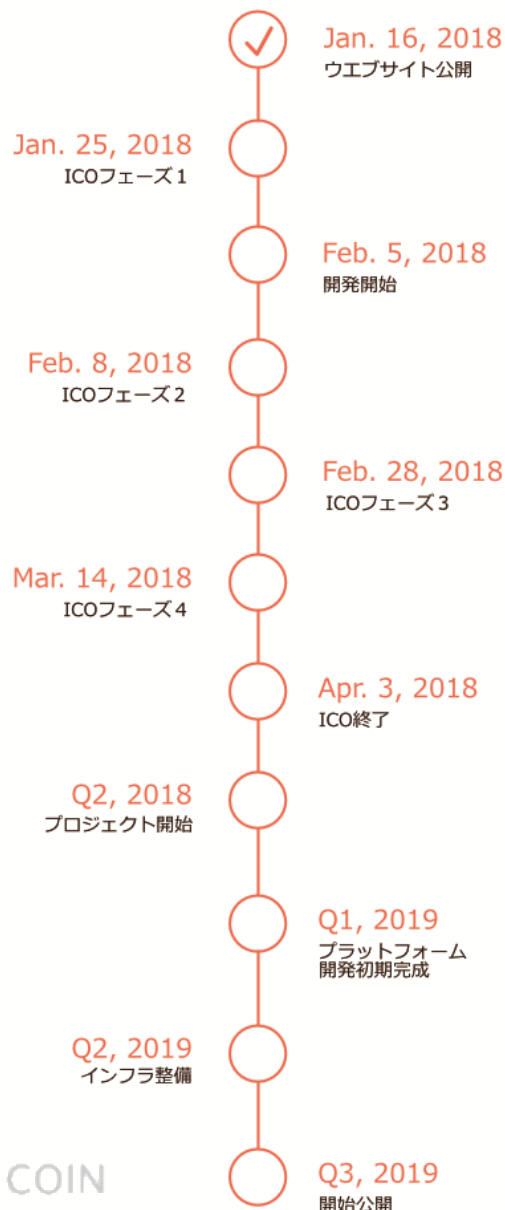 Jan. 16, 2018
ウエブサイト公開
Jan. 25, 2018
ICOフェーズ1
Feb. 5, 2018
開発開始
Feb. 8, 2018
ICOフェーズ2
Feb. 28, 2018
ICOフェーズ3
Mar. 14, 2018
ICOフェーズ4
Apr. 3, 2018
ICO終了
Q2, 2018
プロジェクト開始
Q1, 2019
プラットフォーム
開発初期完成
Q2, 2019
インフラ整備
Q3, 2019
開始公開
COIN